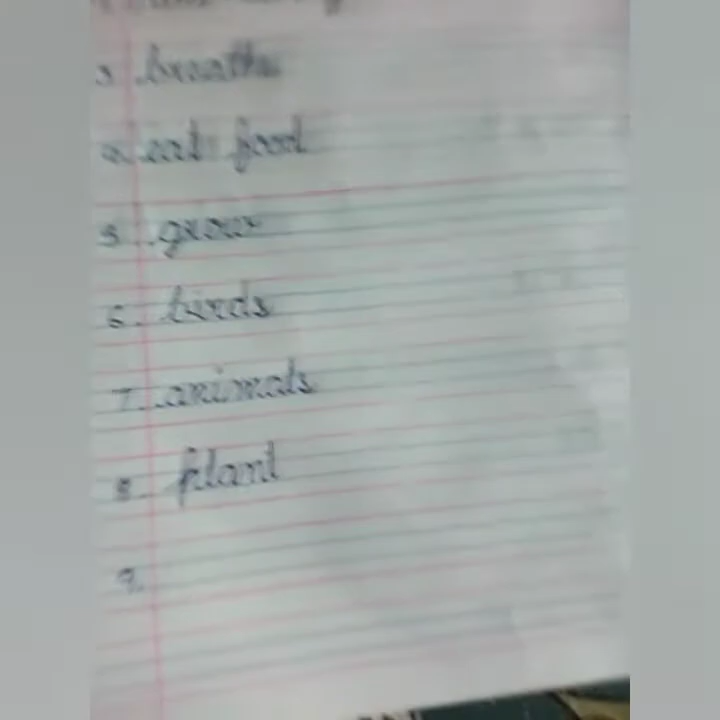 3. breathe
4. eat food
5. grow
6. birds
7. animals
8. plant
9.